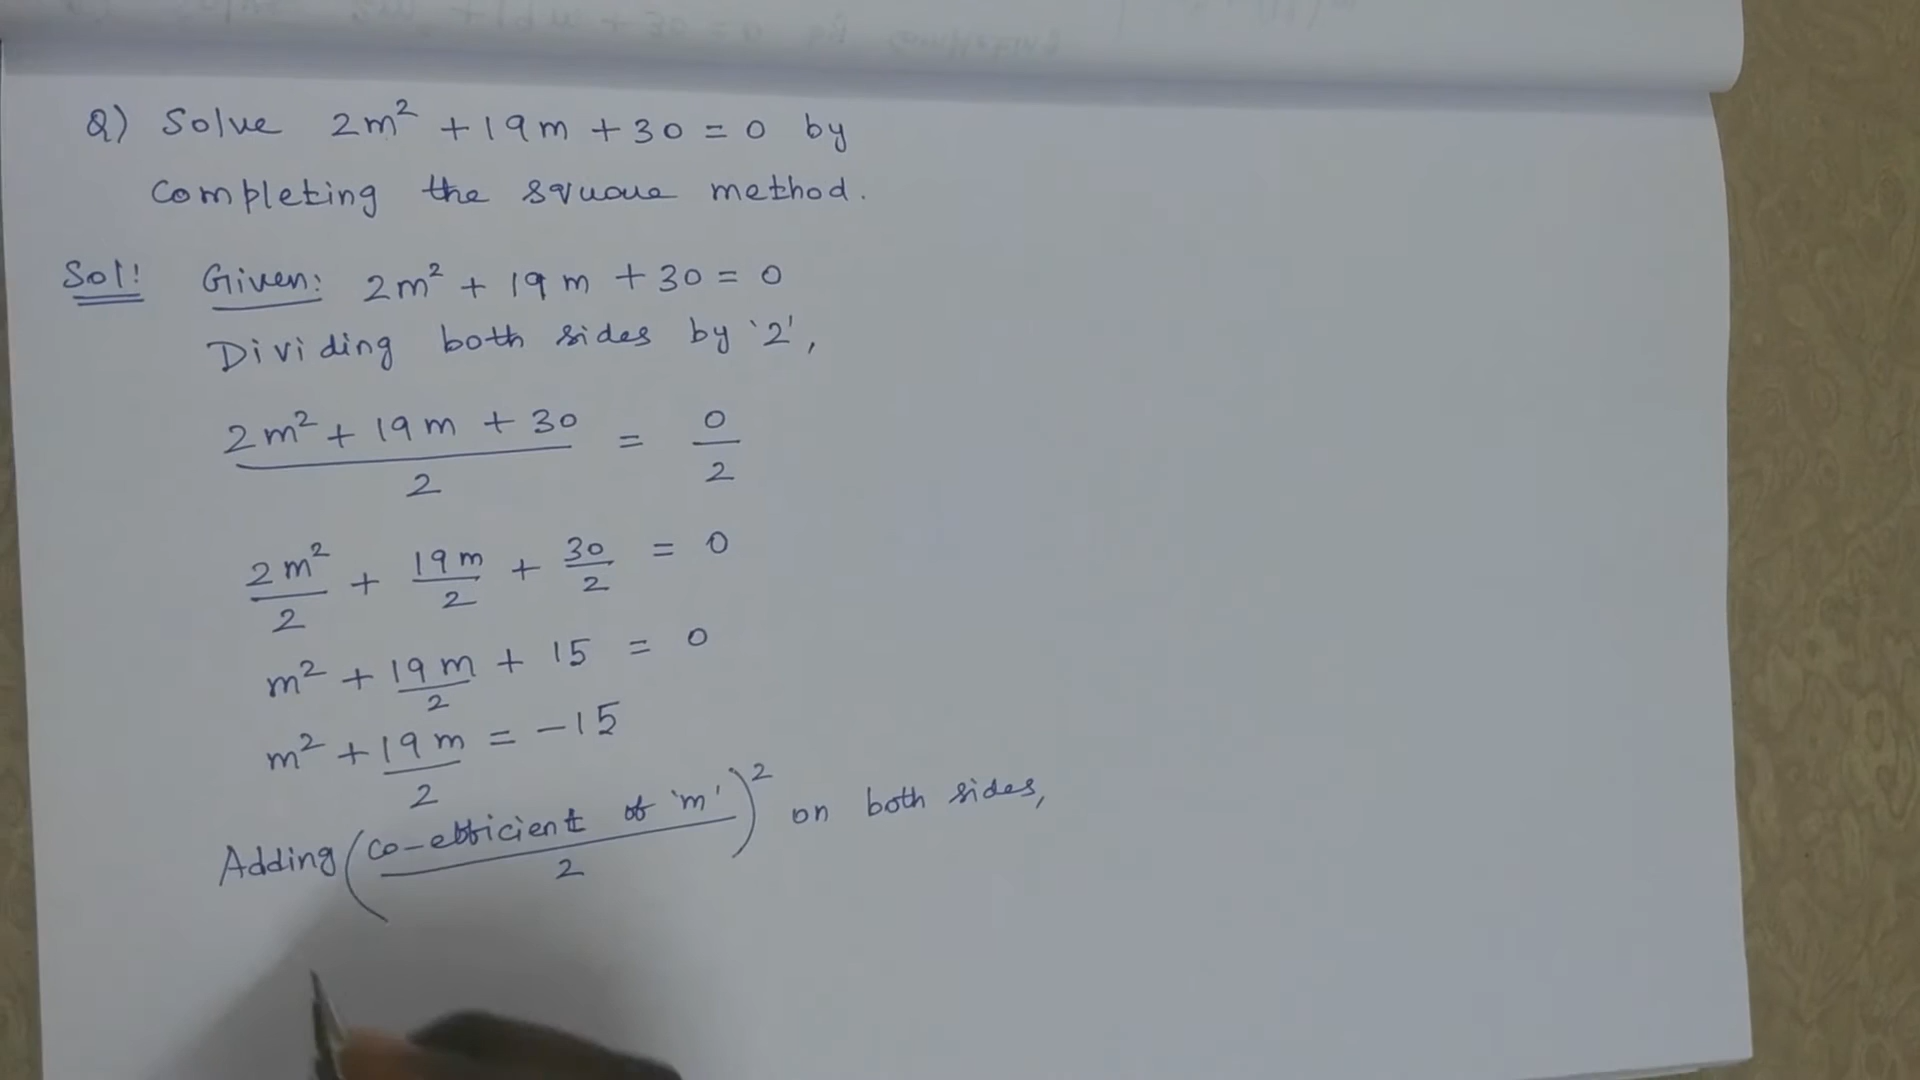 Q) Solve 2m² + 19m + 30 = 0 by
completing the square method.
Sol: Given: 2m² + 19m + 30 = 0
Dividing both sides by '2',
(2m² + 19m + 30)/2 = 0/2
2m²/2 + 19m/2 + 30/2 = 0
m² + 19m/2 + 15 = 0
m² + 19m/2 = -15
Adding (co-efficient of 'm'/2)² on both sides,